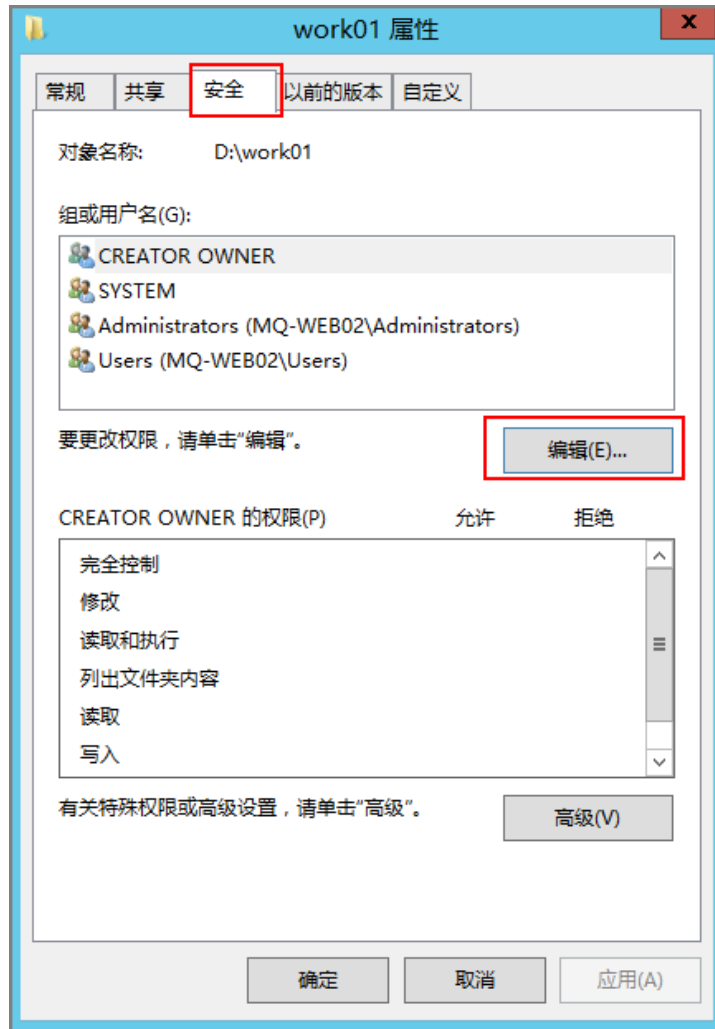 work01 属性
x
常规 共享 安全 以前的版本 自定义
对象名称: D:\work01
组或用户名(G):
CREATOR OWNER
SYSTEM
Administrators (MQ-WEB02\Administrators)
Users (MQ-WEB02\Users)
要更改权限，请单击“编辑”。
编辑(E)...
CREATOR OWNER 的权限(P) 允许 拒绝
完全控制
修改
读取和执行
列出文件夹内容
读取
写入
有关特殊权限或高级设置，请单击“高级”。
高级(V)
确定 取消 应用(A)